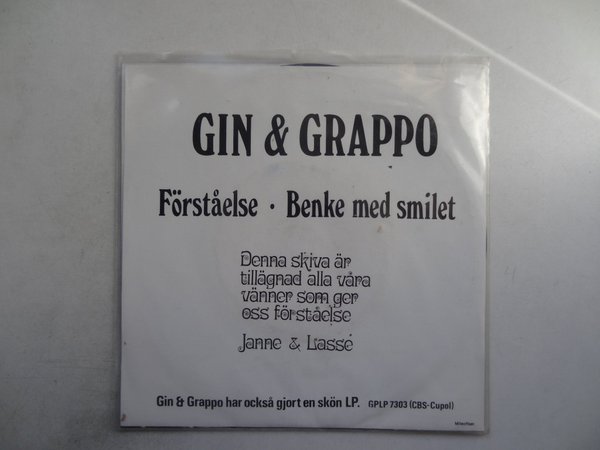 GIN & GRAPPO
Förståelse · Benke med smilet
Denna skiva är
tillägnad alla våra
vänner som ger
oss förståelse
Janne & Lasse
Gin & Grappo har också gjort en skön LP. GPLP 7303 (CBS-Cupol)